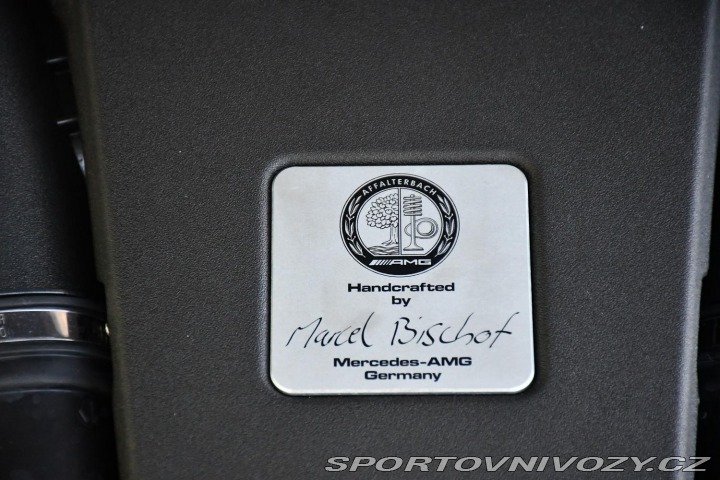 AFFALTERBACH
AMG
Handcrafted
by
Marcel Bischof
Mercedes-AMG
Germany
SPORTOVNIVOZY.CZ